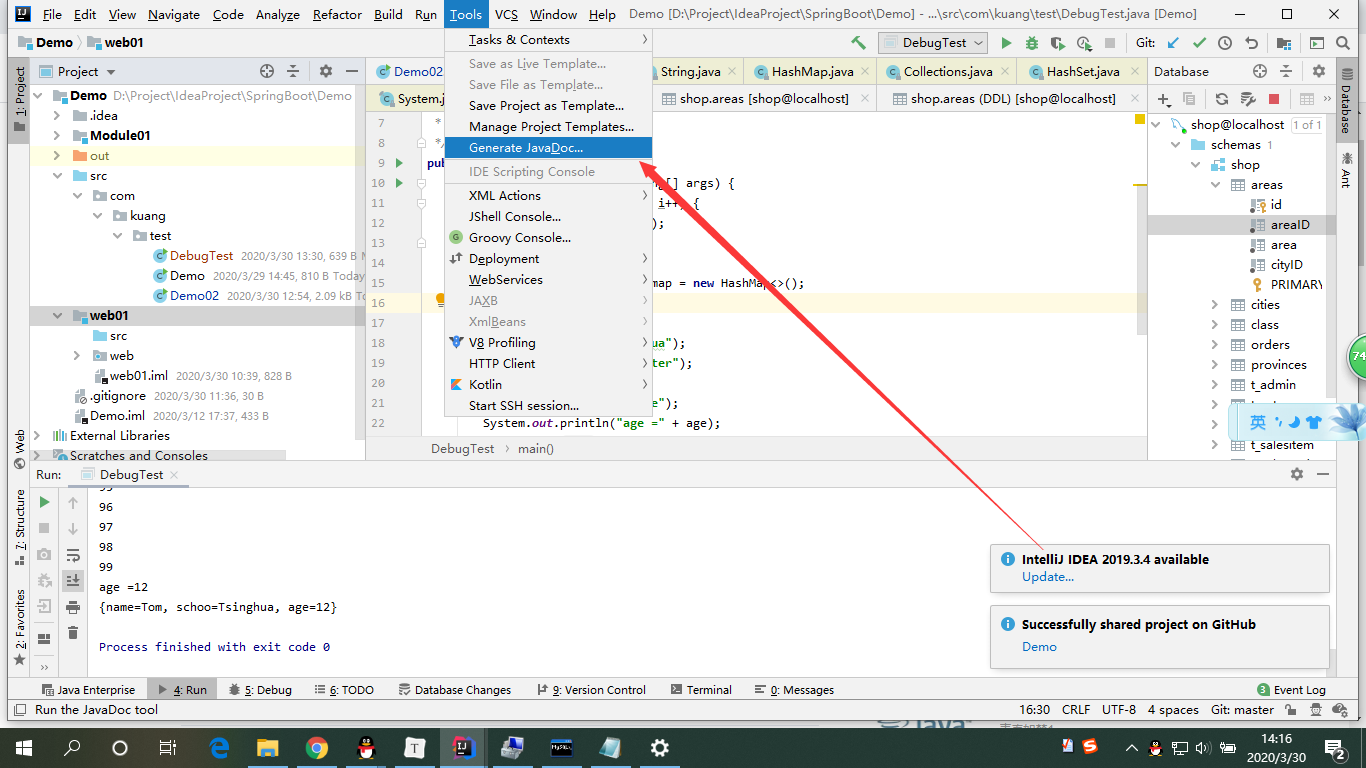 File Edit View Navigate Code Analyze Refactor Build Run Tools VCS Window Help Demo [D:\Project\IdeaProject\SpringBoot\Demo] - ...\src\com\kuang\test\DebugTest.java [Demo]
Demo web01 DebugTest Git:
1: Project
Project
Demo D:\Project\IdeaProject\SpringBoot\Demo
.idea
Module01
out
src
com
kuang
test
DebugTest 2020/3/30 13:30, 639 B
Demo 2020/3/29 14:45, 810 B Today
Demo02 2020/3/30 12:54, 2.09 kB To
web01
src
web
web01.iml 2020/3/30 10:39, 828 B
.gitignore 2020/3/30 11:36, 30 B
Demo.iml 2020/3/12 17:37, 433 B
External Libraries
Scratches and Consoles
Tasks & Contexts
Save as Live Template...
Save File as Template...
Save Project as Template...
Manage Project Templates...
Generate JavaDoc...
IDE Scripting Console
XML Actions
JShell Console...
Groovy Console...
Deployment
WebServices
JAXB
XmlBeans
V8 Profiling
HTTP Client
Kotlin
Start SSH session...
Demo02 String.java HashMap.java Collections.java HashSet.java
System.j shop.areas [shop@localhost] shop.areas (DDL) [shop@localhost]
7 *
8 */
9 pub
10 g[] args) {
11 i++) {
12 );
13
14
15 map = new HashMap<>();
16
17
18 ua");
19 ter");
20
21 e");
22 System.out.println("age =" + age);
DebugTest main()
Database
shop@localhost 1 of 1
schemas 1
shop
areas
id
areaID
area
cityID
PRIMARY
cities
class
orders
provinces
t_admin
t_salesitem
Database
Ant
74
英
Web
7: Structure
2: Favorites
Run: DebugTest
96
97
98
99
age =12
{name=Tom, schoo=Tsinghua, age=12}
Process finished with exit code 0
IntelliJ IDEA 2019.3.4 available
Update...
Successfully shared project on GitHub
Demo
Java Enterprise 4: Run 5: Debug 6: TODO Database Changes 9: Version Control Terminal 0: Messages 3 Event Log
Run the JavaDoc tool 16:30 CRLF UTF-8 4 spaces Git: master
14:16
2020/3/30
2